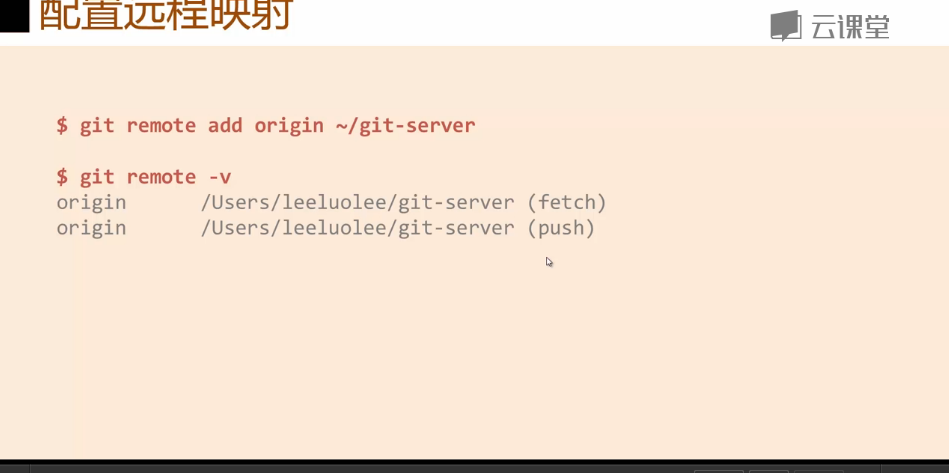 配置远程映射
云课堂
$ git remote add origin ~/git-server
$ git remote -v
origin /Users/leeluolee/git-server (fetch)
origin /Users/leeluolee/git-server (push)